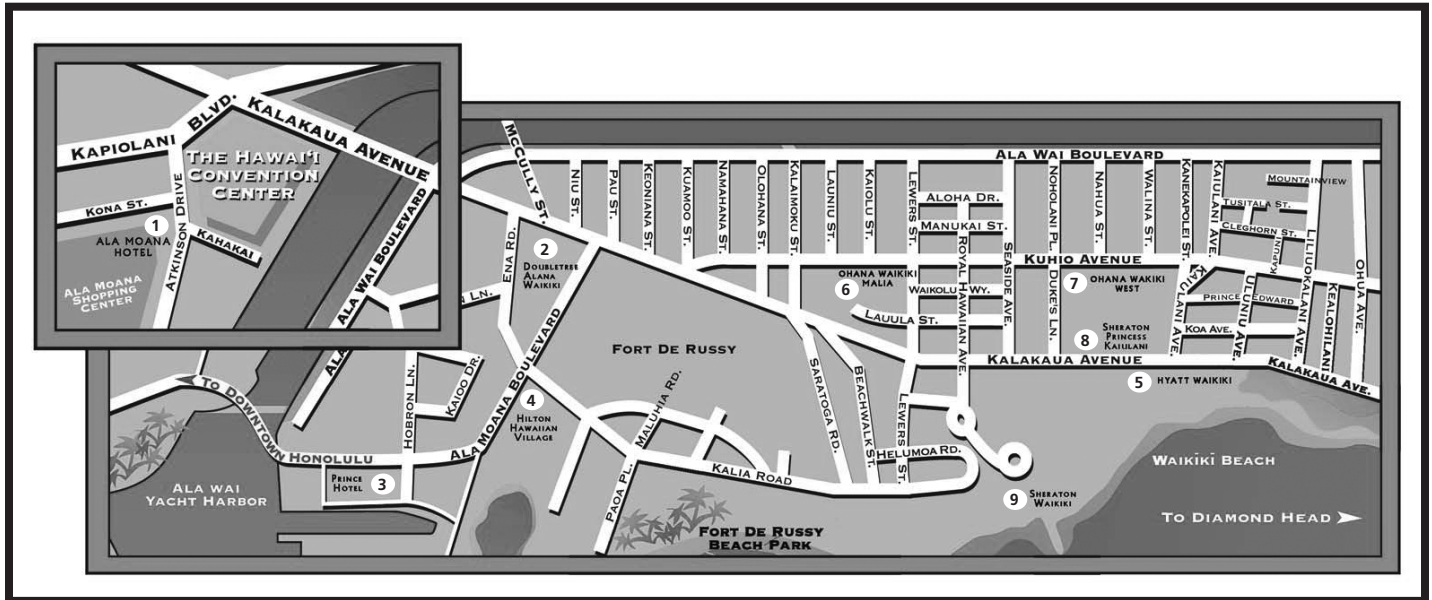 KAPIOLANI BLVD.
KALAKAUA AVENUE
THE HAWAI‘I
CONVENTION
CENTER
KONA ST.
1
ALA MOANA
HOTEL
ATKINSON DRIVE
KAHAKAI
ALA MOANA
SHOPPING
CENTER
ALA WAI BOULEVARD
MCCULLY ST.
ALA WAI BOULEVARD
NIU ST.
PAU ST.
KEONIANA ST.
KUAMOO ST.
NAMAHANA ST.
OLOHANA ST.
KALAIMOKU ST.
LAUNIU ST.
KAIOLU ST.
LEWERS ST.
ALOHA DR.
MANUKAI ST.
ROYAL HAWAIIAN AVE.
SEASIDE AVE.
NOHOLANI PL.
NAHUA ST.
WALINA ST.
KANEKAPOLEI ST.
KAIULANI AVE.
MOUNTAINVIEW
TUSITALA ST.
CLEGHORN ST.
KAPUNI
LILIUOKALANI AVE.
OHUA AVE.
ENA RD.
2
DOUBLETREE
ALANA
WAIKIKI
N LN.
KUHIO AVENUE
OHANA WAIKIKI
MALIA
6
WAIKOLU WY.
LAUULA ST.
DUKE'S LN.
7
OHANA WAKIKI
WEST
KAIULANI AVE.
PRINCE EDWARD
ULUNIU AVE.
KOA AVE.
KEALOHILANI
8
SHERATON
PRINCESS
KAIULANI
KALAKAUA AVENUE
KALAKAUA AVE.
5
HYATT WAIKIKI
FORT DE RUSSY
ALA MOANA BOULEVARD
HOBRON LN.
KAIOO DR.
4
HILTON
HAWAIIAN
VILLAGE
MALUHIA RD.
SARATOGA RD.
BEACHWALK ST.
LEWERS ST.
HELUMOA RD.
TO DOWNTOWN HONOLULU
PRINCE
HOTEL
3
ALA WAI
YACHT HARBOR
PAOA PL.
KALIA ROAD
FORT DE RUSSY
BEACH PARK
9
SHERATON
WAIKIKI
WAIKĪKĪ BEACH
TO DIAMOND HEAD